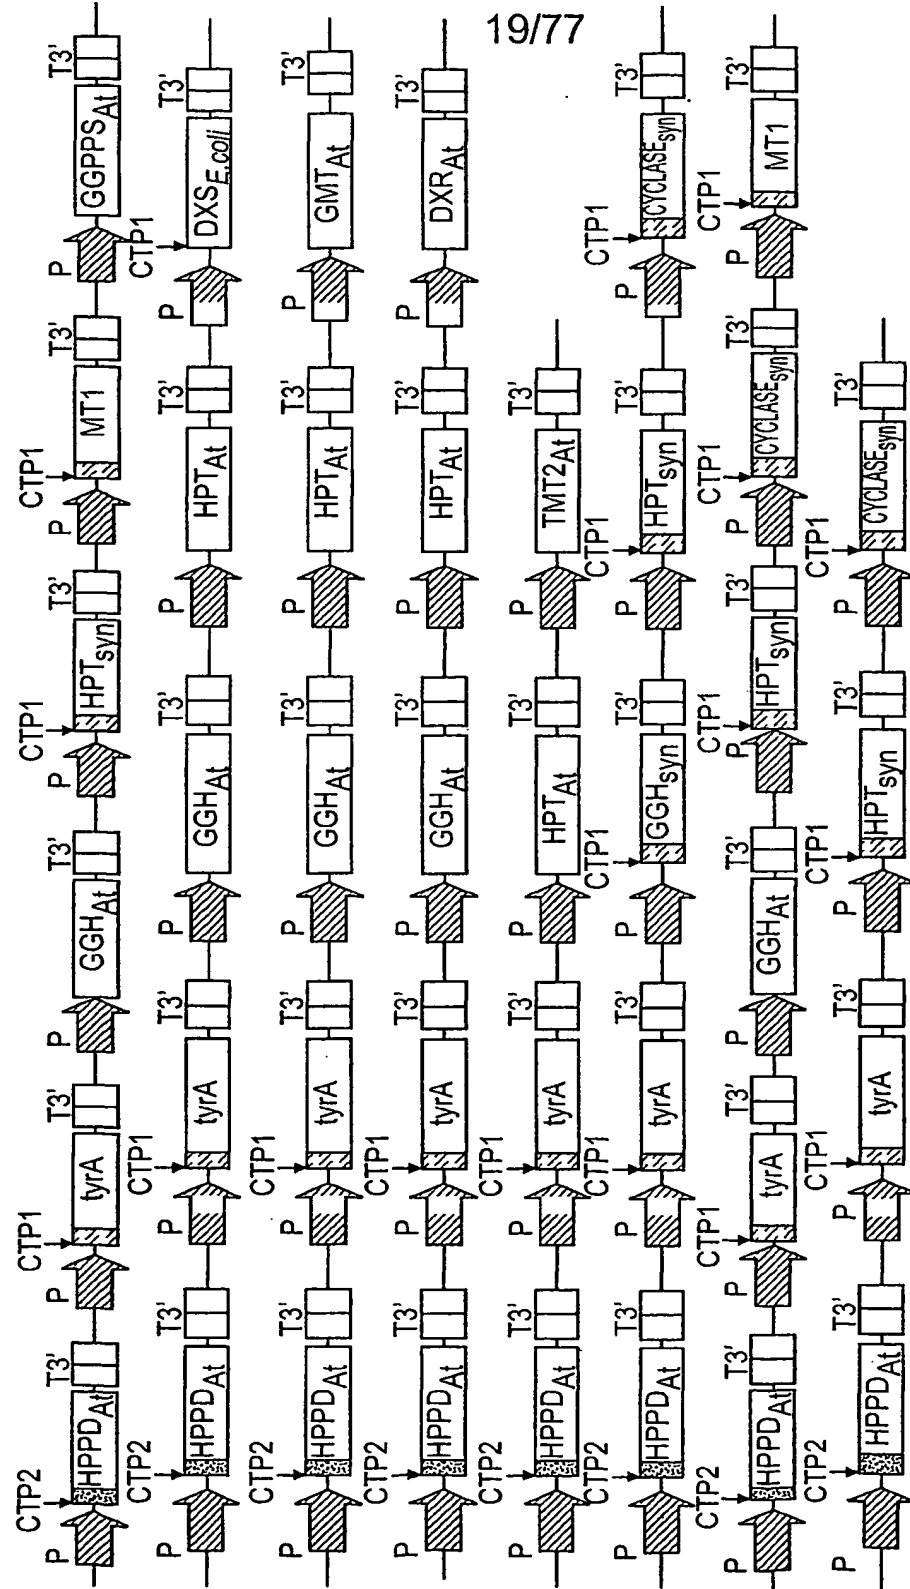 19/77
CTP2 CTP1 CTP1 CTP1
P T3' P T3' P T3' P T3' P T3' P T3'
HPPDAt tyrA GGHAt HPTsyn MT1 GGPPSAt
CTP2 CTP1 CTP1
P T3' P T3' P T3' P T3' P T3'
HPPDAt tyrA GGHAt HPTAt DXSE.coli
CTP2 CTP1
P T3' P T3' P T3' P T3' P T3'
HPPDAt tyrA GGHAt HPTAt GMTAt
CTP2 CTP1
P T3' P T3' P T3' P T3' P T3'
HPPDAt tyrA GGHAt HPTAt DXRAt
CTP2 CTP1
P T3' P T3' P T3' P T3'
HPPDAt tyrA HPTAt TMT2At
CTP2 CTP1 CTP1 CTP1 CTP1
P T3' P T3' P T3' P T3' P T3'
HPPDAt tyrA GGHsyn HPTsyn CYCLASEsyn
CTP2 CTP1 CTP1 CTP1 CTP1
P T3' P T3' P T3' P T3' P T3' P T3'
HPPDAt tyrA GGHAt HPTsyn CYCLASEsyn MT1
CTP2 CTP1 CTP1 CTP1
P T3' P T3' P T3' P T3'
HPPDAt tyrA HPTsyn CYCLASEsyn